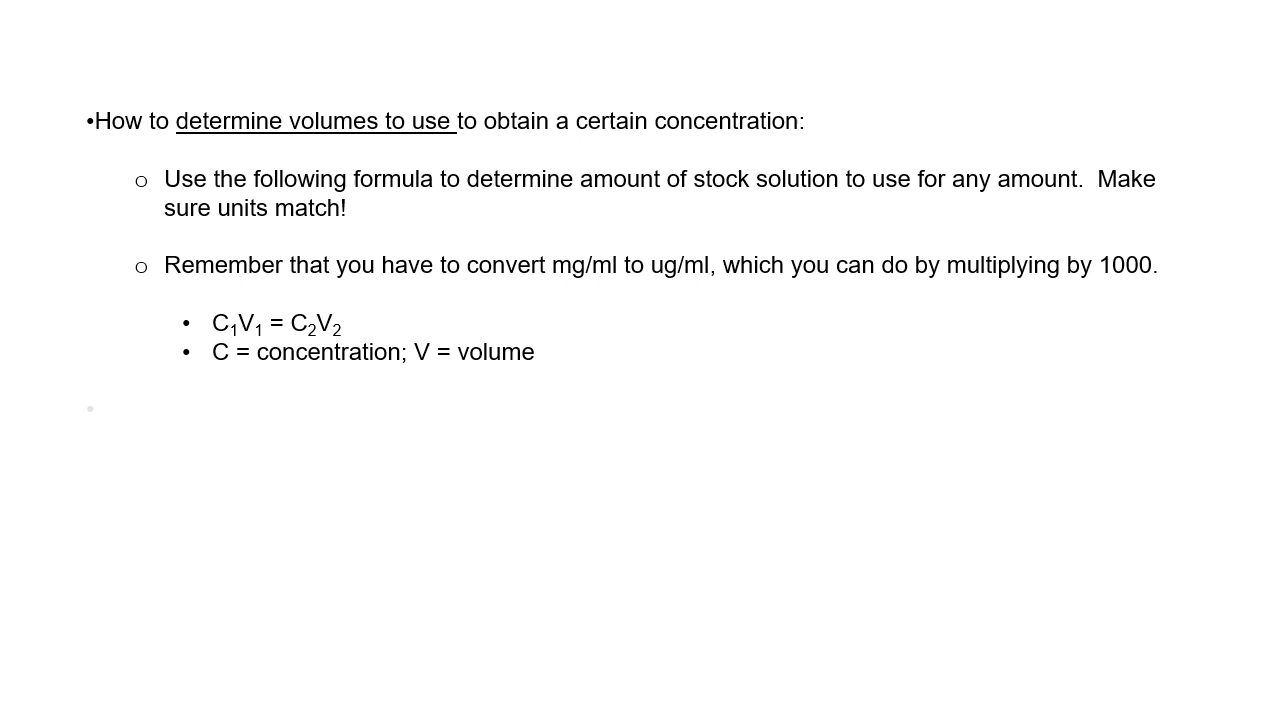 •How to determine volumes to use to obtain a certain concentration:
o Use the following formula to determine amount of stock solution to use for any amount.  Make
sure units match!
o Remember that you have to convert mg/ml to ug/ml, which you can do by multiplying by 1000.
• C₁V₁ = C₂V₂
• C = concentration; V = volume
•